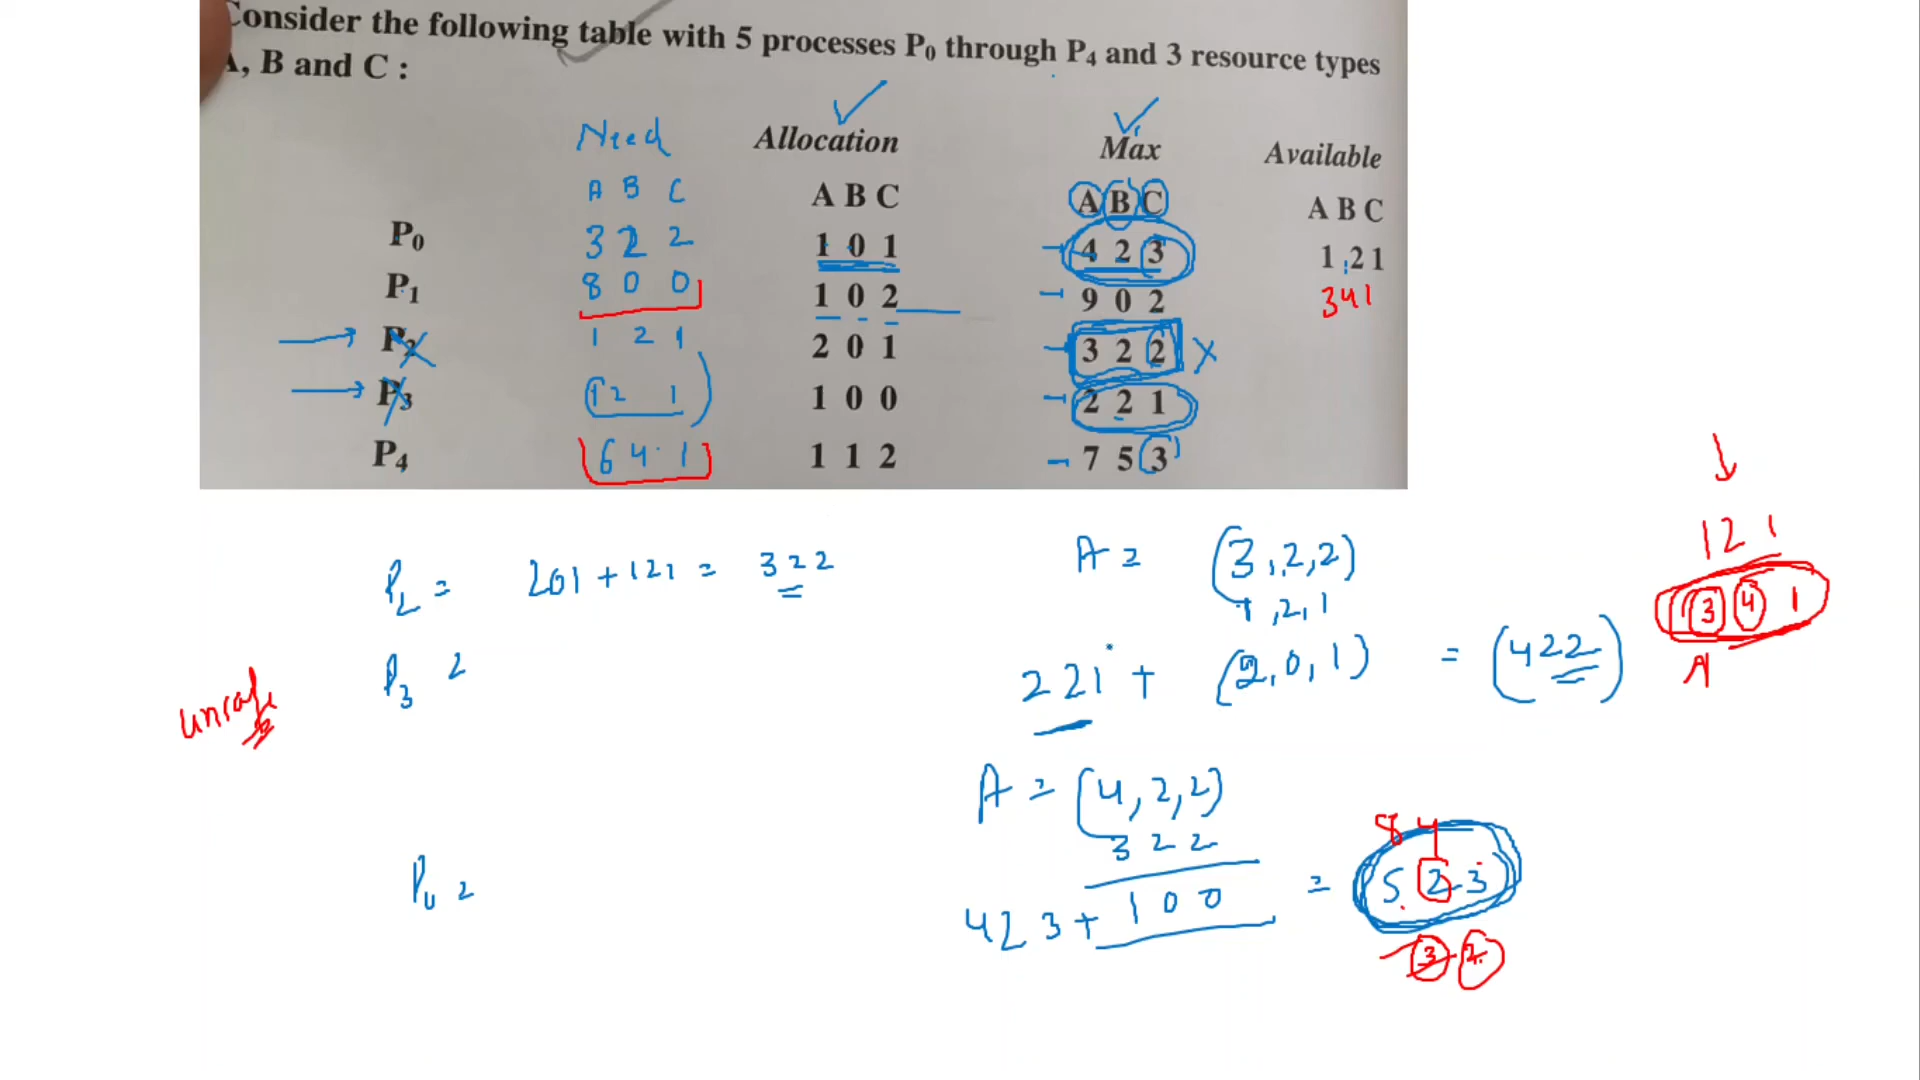 Consider the following table with 5 processes P0 through P4 and 3 resource types
A, B and C :
Need Allocation Max Available
A B C A B C A B C A B C
P0 3 2 2 1 0 1 4 2 3 1 2 1
P1 8 0 0 1 0 2 9 0 2 3 4 1
P2 1 2 1 2 0 1 3 2 2 X
P3 1 2 1 1 0 0 2 2 1
P4 6 4 1 1 1 2 7 5 3
1 2 1
P2 = 201 + 121 = 322 A = (3,2,2)
1,2,1
3 4 1
P3 = 221 + (2,0,1) = (422) A
unsafe
A = (4,2,2)
3 2 2
8 4
P0 = 423 + 100 = 5 2 3
3 2